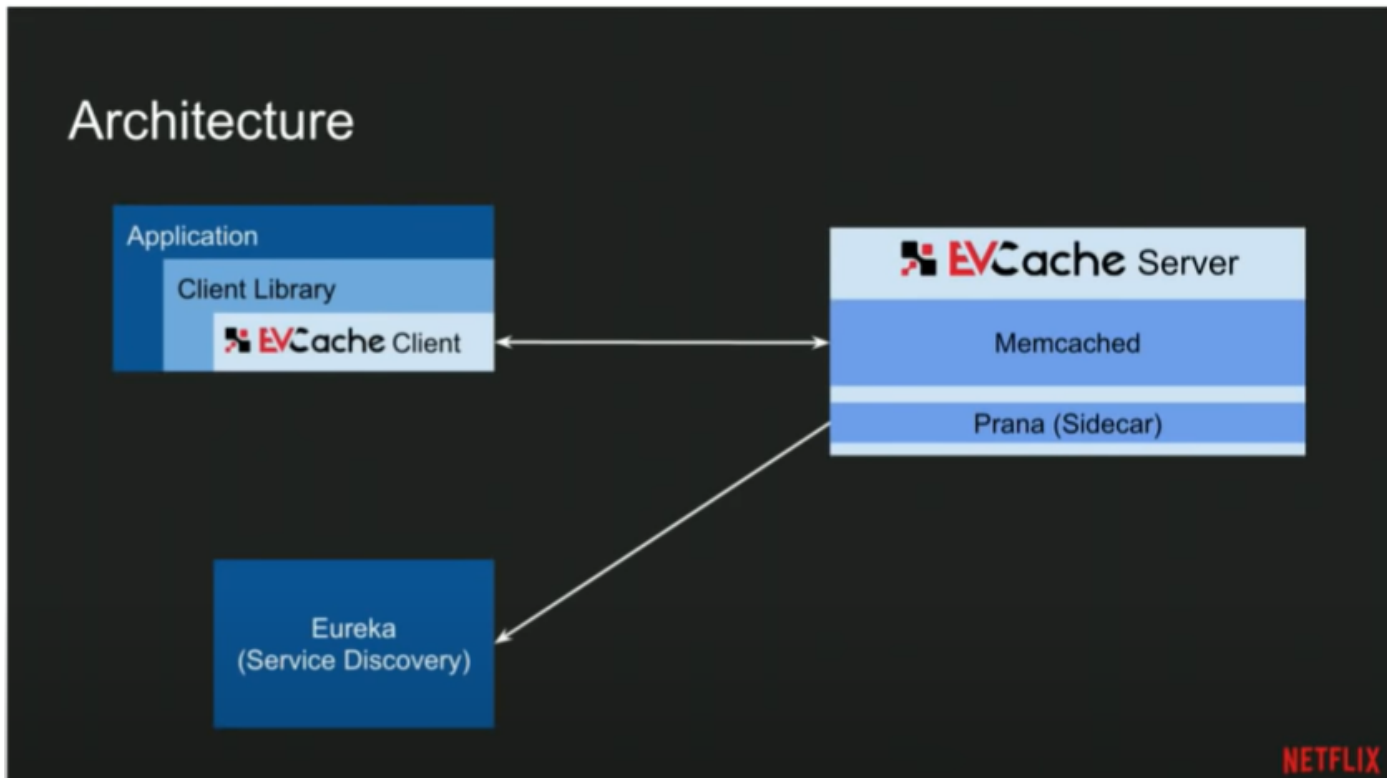 Architecture
Application
Client Library
EVCache Client
EVCache Server
Memcached
Prana (Sidecar)
Eureka
(Service Discovery)
NETFLIX